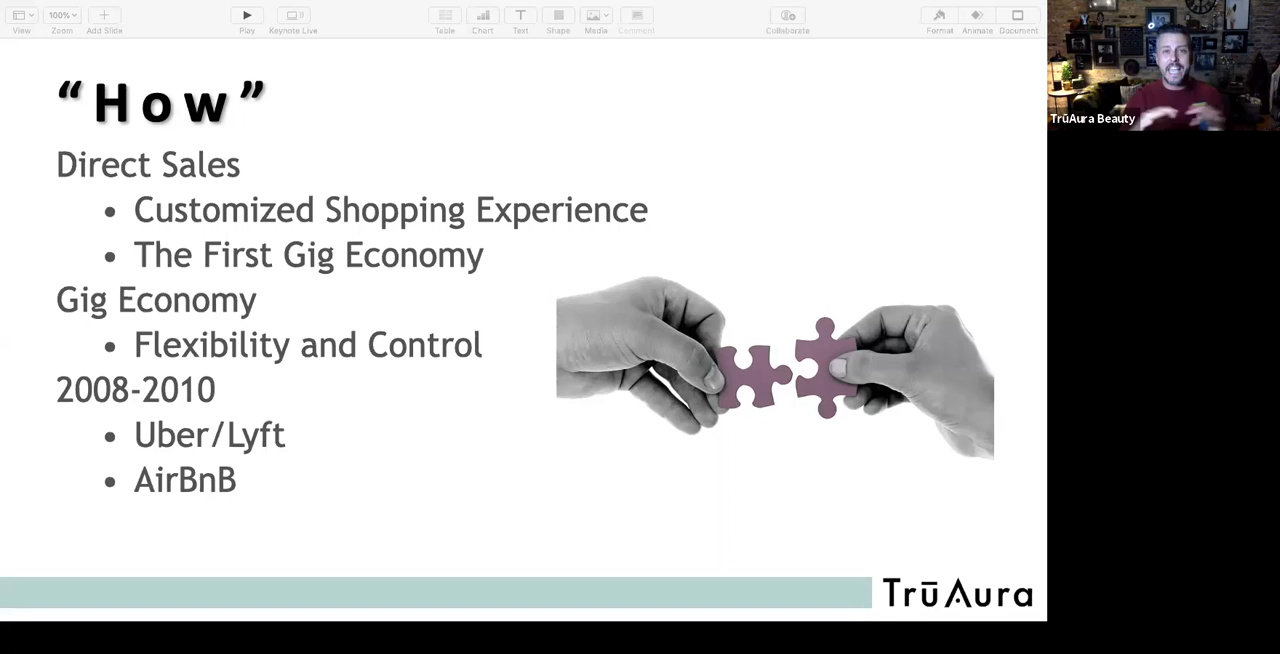 View
100%
Zoom
Add Slide
Play
Keynote Live
Table
Chart
T
Text
Shape
Media
Comment
Collaborate
Format
Animate
Document
TrūAura Beauty
“How”
Direct Sales
• Customized Shopping Experience
• The First Gig Economy
Gig Economy
• Flexibility and Control
2008-2010
• Uber/Lyft
• AirBnB
TrūAura